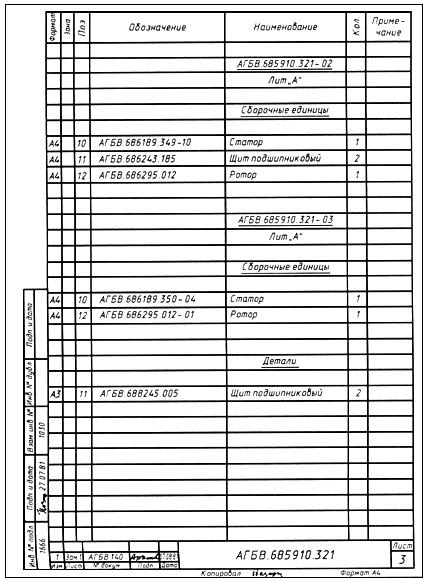 Формат Зона Поз. Обозначение Наименование Кол. Приме-
чание
АГБВ.685910.321-02
Лит „А"
Сборочные единицы
А4 10 АГБВ.686189.349-10 Статор 1
А4 11 АГБВ.686243.185 Щит подшипниковый 2
А4 12 АГБВ.686295.012 Ротор 1
АГБВ.685910.321-03
Лит „А"
Сборочные единицы
А4 10 АГБВ.686189.350-04 Статор 1
А4 12 АГБВ.686295.012-01 Ротор 1
Детали
А3 11 АГБВ.688245.005 Щит подшипниковый 2
Подп и дата
Инв № дубл
Взам инв № 1030
Подп и дата 27.07.81
Инв № подл 1666
1 Зам 1 АГБВ 140
Изм Лист № докум Подп Дата
АГБВ.685910.321
Лист
3
Копировал Формат А4